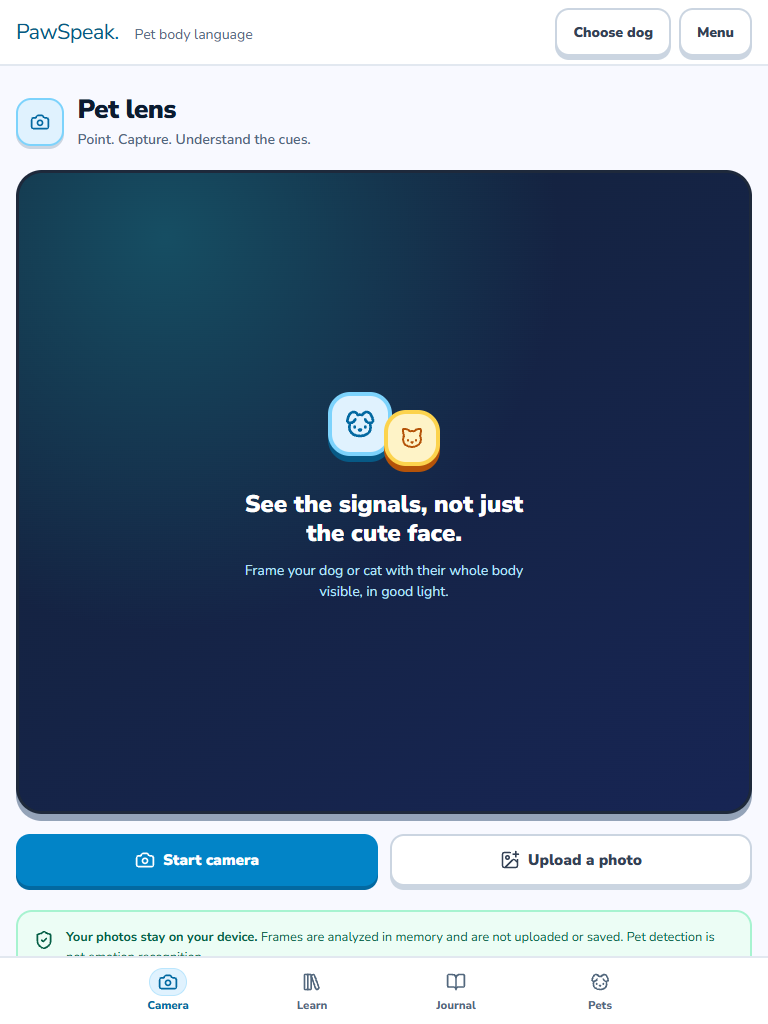 PawSpeak. Pet body language Choose dog Menu
Pet lens
Point. Capture. Understand the cues.
See the signals, not just
the cute face.
Frame your dog or cat with their whole body
visible, in good light.
Start camera Upload a photo
Your photos stay on your device. Frames are analyzed in memory and are not uploaded or saved. Pet detection is
not emotion recognition.
Camera Learn Journal Pets